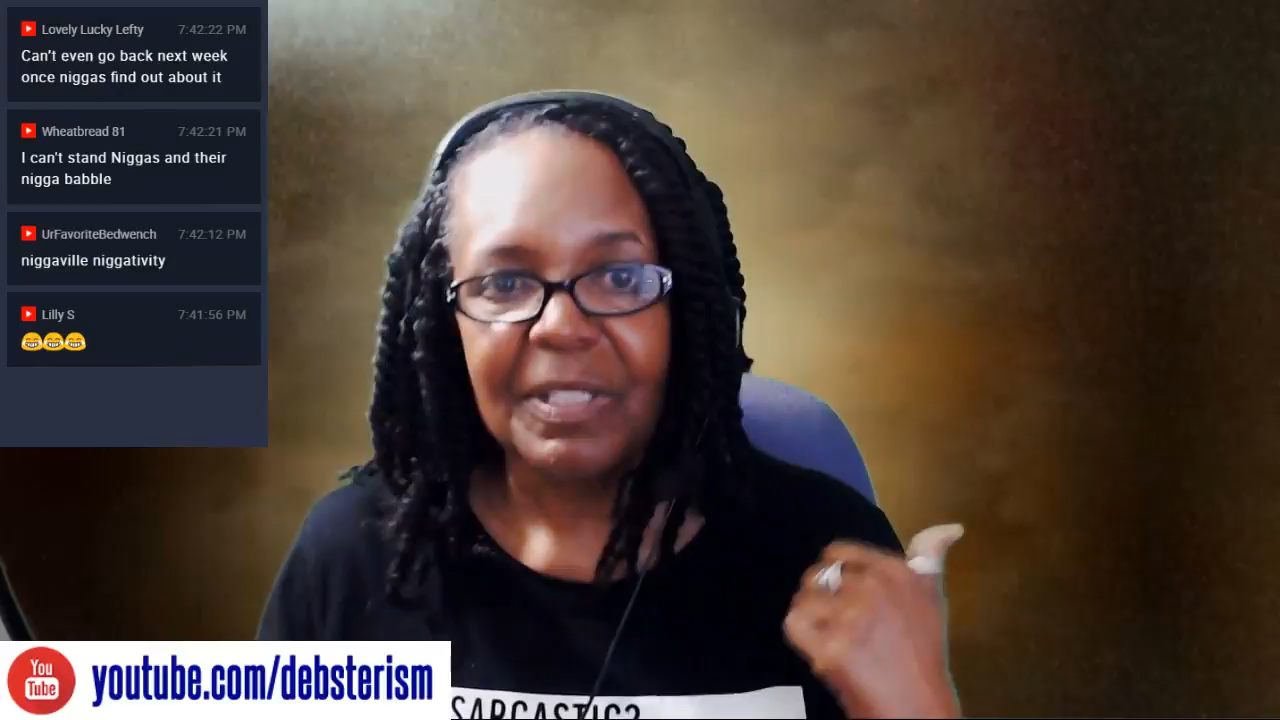 Lovely Lucky Lefty 7:42:22 PM
Can't even go back next week
once niggas find out about it
Wheatbread 81 7:42:21 PM
I can't stand Niggas and their
nigga babble
UrFavoriteBedwench 7:42:12 PM
niggaville niggativity
Lilly S 7:41:56 PM
😂😂😂
You
Tube
youtube.com/debsterism
SARCASTIC?